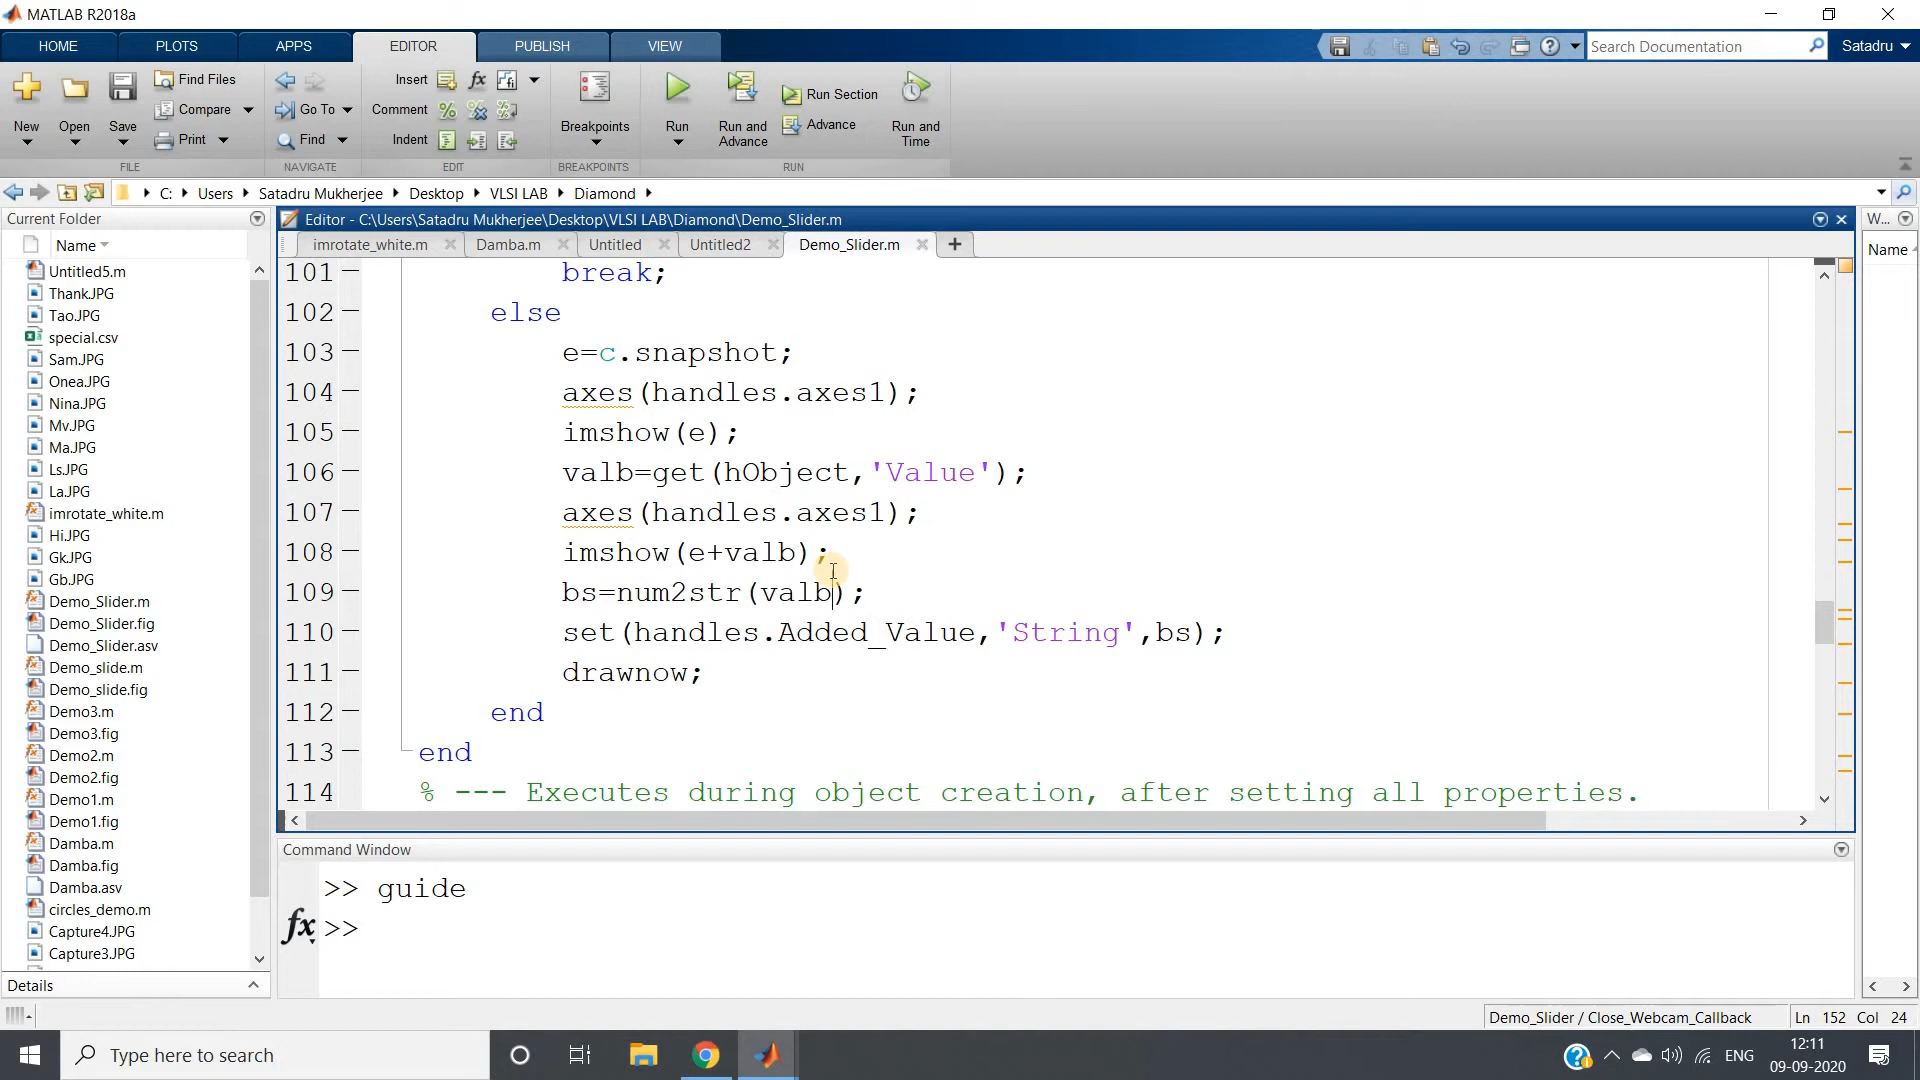 MATLAB R2018a
HOME PLOTS APPS EDITOR PUBLISH VIEW Search Documentation Satadru
New Open Save Find Files Compare Print Go To Find Insert fx Comment Indent Breakpoints Run Run and Advance Run Section Advance Run and Time
FILE NAVIGATE EDIT BREAKPOINTS RUN
C: Users Satadru Mukherjee Desktop VLSI LAB Diamond
Current Folder
Name
Untitled5.m
Thank.JPG
Tao.JPG
special.csv
Sam.JPG
Onea.JPG
Nina.JPG
Mv.JPG
Ma.JPG
Ls.JPG
La.JPG
imrotate_white.m
Hi.JPG
Gk.JPG
Gb.JPG
Demo_Slider.m
Demo_Slider.fig
Demo_Slider.asv
Demo_slide.m
Demo_slide.fig
Demo3.m
Demo3.fig
Demo2.m
Demo2.fig
Demo1.m
Demo1.fig
Damba.m
Damba.fig
Damba.asv
circles_demo.m
Capture4.JPG
Capture3.JPG
Details
Editor - C:\Users\Satadru Mukherjee\Desktop\VLSI LAB\Diamond\Demo_Slider.m
imrotate_white.m Damba.m Untitled Untitled2 Demo_Slider.m
101 break;
102 else
103 e=c.snapshot;
104 axes(handles.axes1);
105 imshow(e);
106 valb=get(hObject,'Value');
107 axes(handles.axes1);
108 imshow(e+valb);
109 bs=num2str(valb);
110 set(handles.Added_Value,'String',bs);
111 drawnow;
112 end
113 end
114 % --- Executes during object creation, after setting all properties.
Command Window
>> guide
fx >>
W...
Name
Demo_Slider / Close_Webcam_Callback Ln 152 Col 24
Type here to search
ENG
12:11
09-09-2020